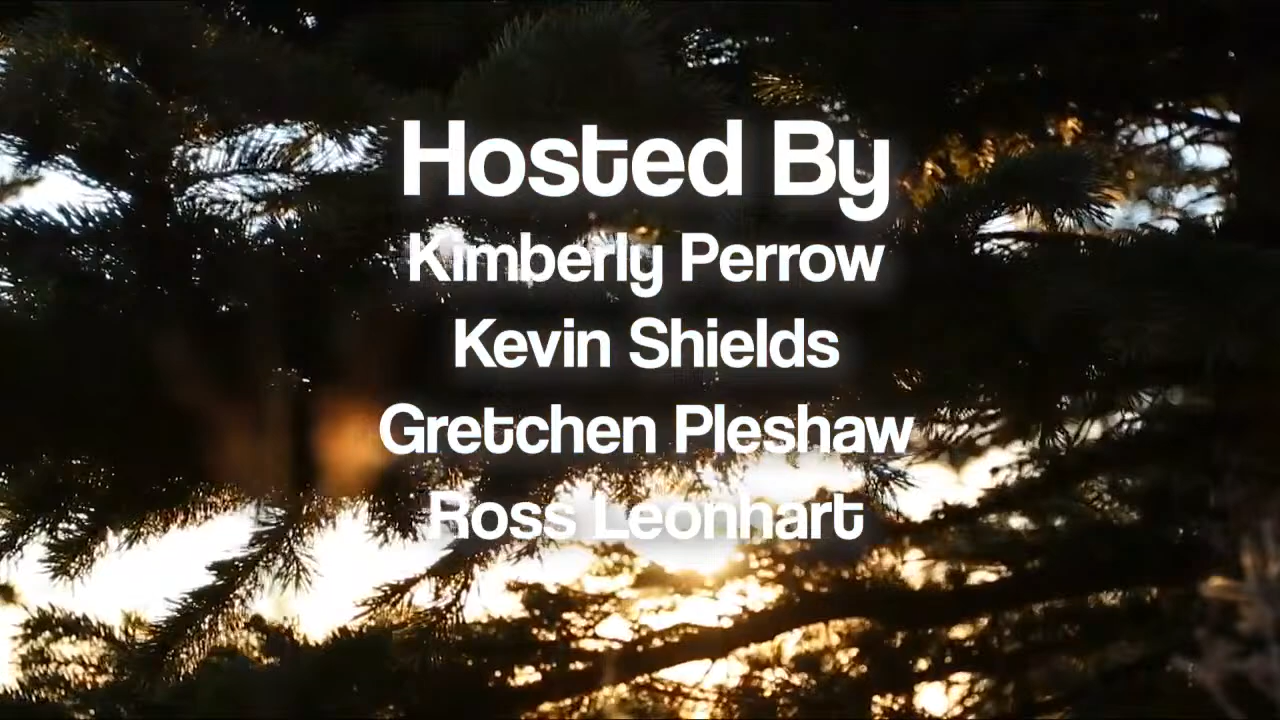 Hosted By
Kimberly Perrow
Kevin Shields
Gretchen Pleshaw
Ross Leonhart